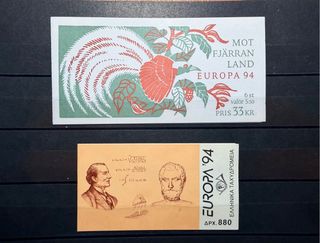 MOT
FJÄRRAN
LAND
EUROPA 94
6 st
valör 5:50
PRIS 33 KR
EUROPA '94
ΕΛΛΗΝΙΚΑ ΤΑΧΥΔΡΟΜΕΙΑ
ΔΡΧ. 880